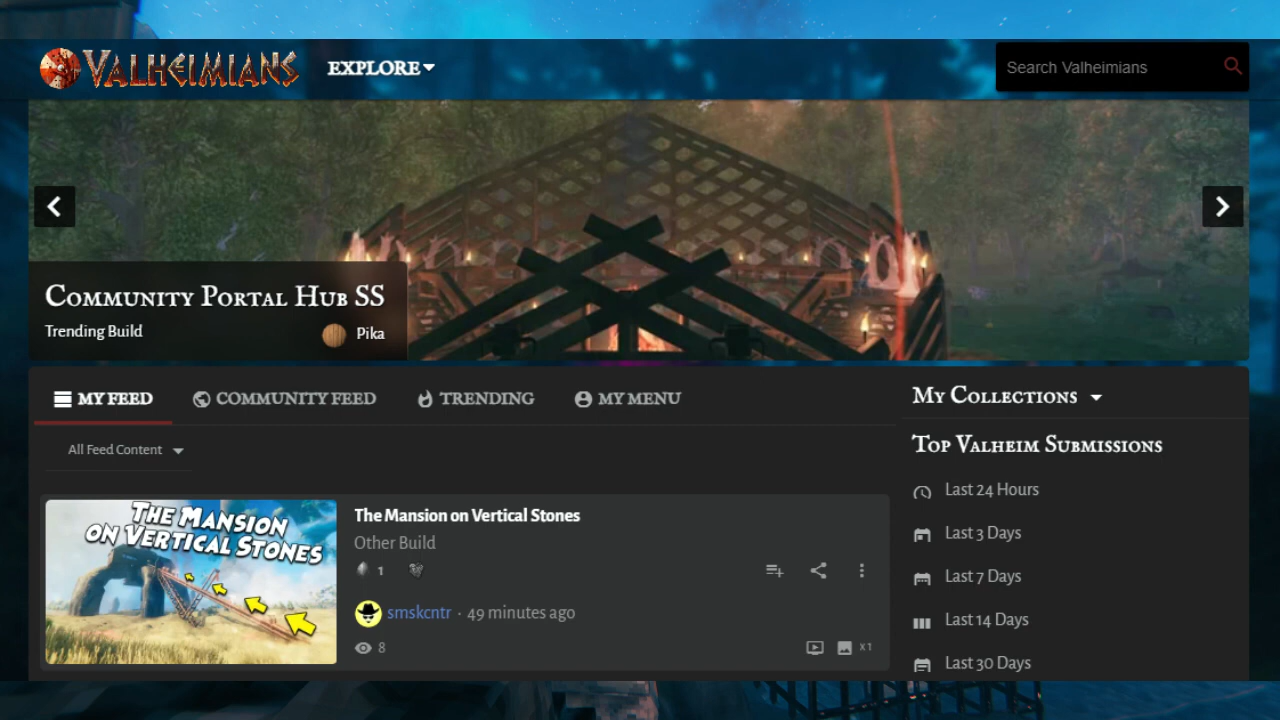 VALHEIMIANS
EXPLORE
Search Valheimians
Community Portal Hub SS
Trending Build
Pika
MY FEED
COMMUNITY FEED
TRENDING
MY MENU
My Collections
All Feed Content
Top Valheim Submissions
THE MANSION
ON VERTICAL STONES
The Mansion on Vertical Stones
Other Build
1
smskcntr · 49 minutes ago
8
x1
Last 24 Hours
Last 3 Days
Last 7 Days
Last 14 Days
Last 30 Days